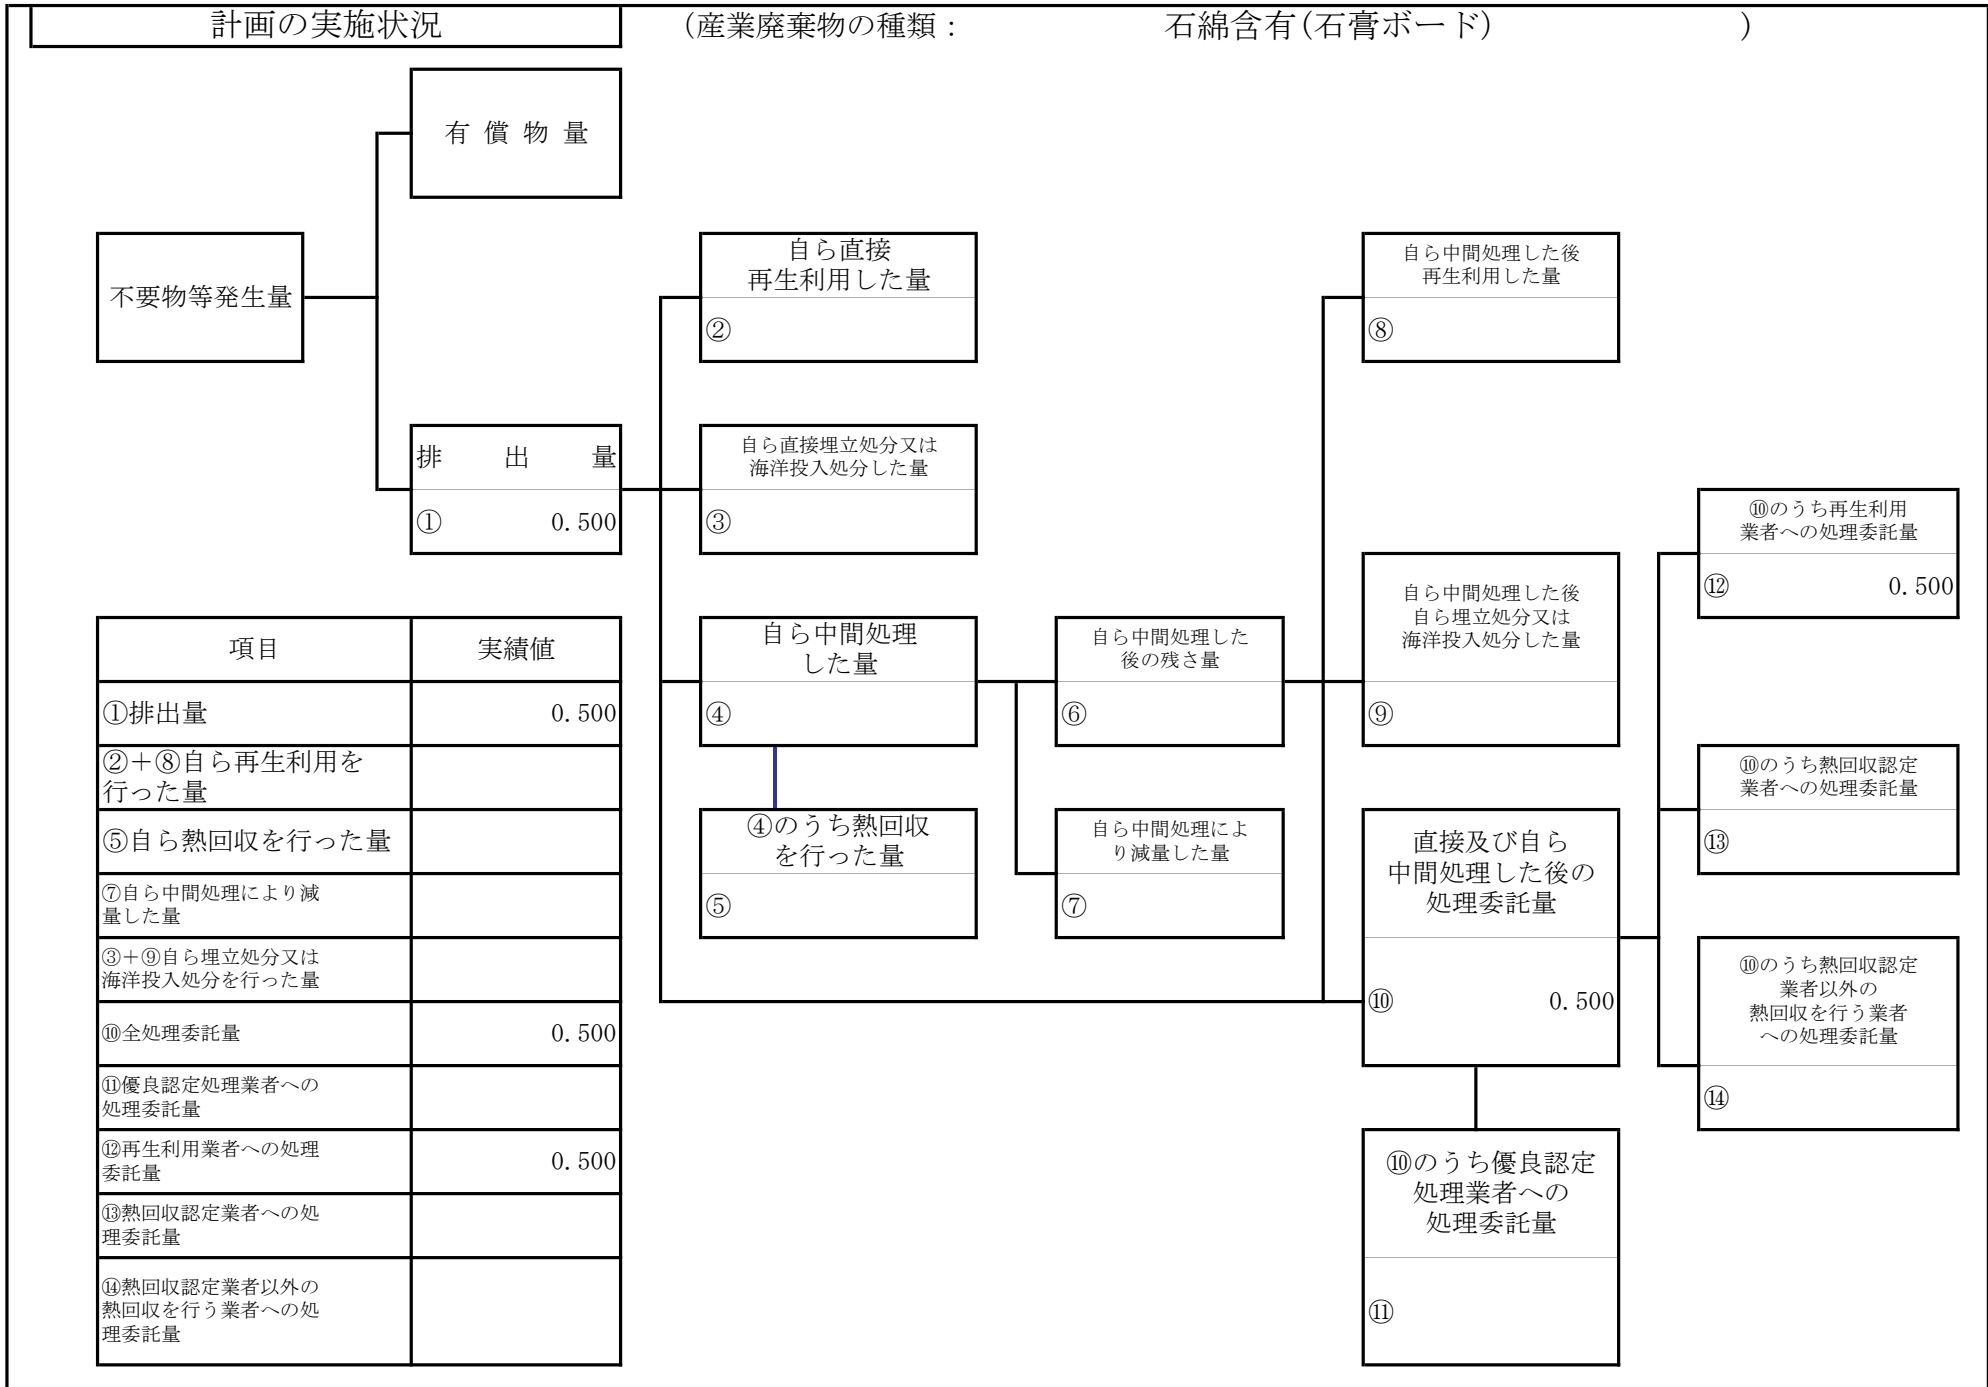 計画の実施状況
(産業廃棄物の種類： 石綿含有(石膏ボード) )
有 償 物 量
不要物等発生量
自ら直接
再生利用した量
②
自ら中間処理した後
再生利用した量
⑧
排 出 量
① 0.500
自ら直接埋立処分又は
海洋投入処分した量
③
⑩のうち再生利用
業者への処理委託量
⑫ 0.500
自ら中間処理した後
自ら埋立処分又は
海洋投入処分した量
⑨
自ら中間処理
した量
④
自ら中間処理した
後の残さ量
⑥
④のうち熱回収
を行った量
⑤
自ら中間処理によ
り減量した量
⑦
直接及び自ら
中間処理した後の
処理委託量
⑩ 0.500
⑩のうち熱回収認定
業者への処理委託量
⑬
⑩のうち熱回収認定
業者以外の
熱回収を行う業者
への処理委託量
⑭
⑩のうち優良認定
処理業者への
処理委託量
⑪
項目 実績値
①排出量 0.500
②＋⑧自ら再生利用を
行った量
⑤自ら熱回収を行った量
⑦自ら中間処理により減
量した量
③＋⑨自ら埋立処分又は
海洋投入処分を行った量
⑩全処理委託量 0.500
⑪優良認定処理業者への
処理委託量
⑫再生利用業者への処理
委託量 0.500
⑬熱回収認定業者への処
理委託量
⑭熱回収認定業者以外の
熱回収を行う業者への処
理委託量